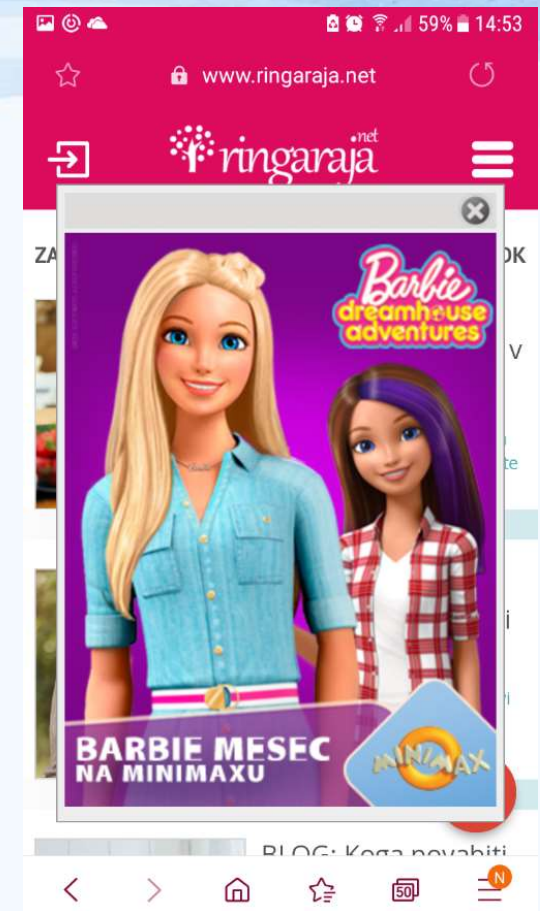 59% 14:53
www.ringaraja.net
ringaraja.net
ZA
OK
Barbie
dreamhouse
adventures
V
te
i
BARBIE MESEC
NA MINIMAXU
MINIMAX
BLOG: Koga povabiti
50
N